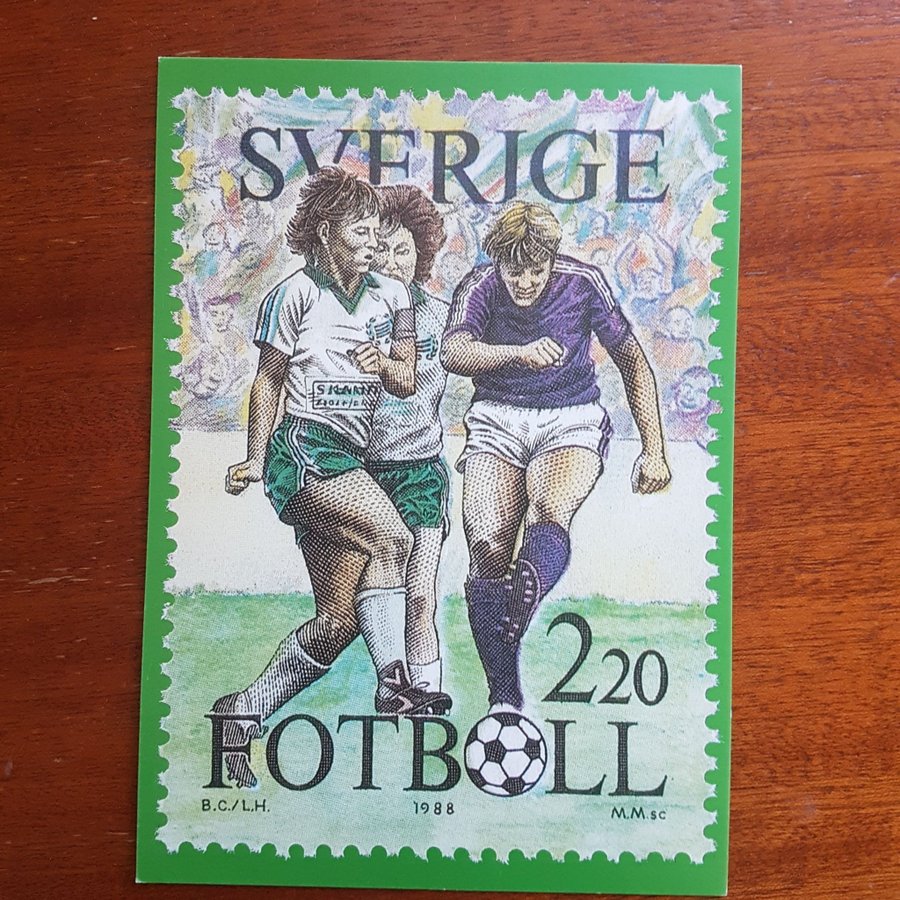 SVERIGE
2 20
FOTBOLL
B.C./L.H. 1988 M.M.sc